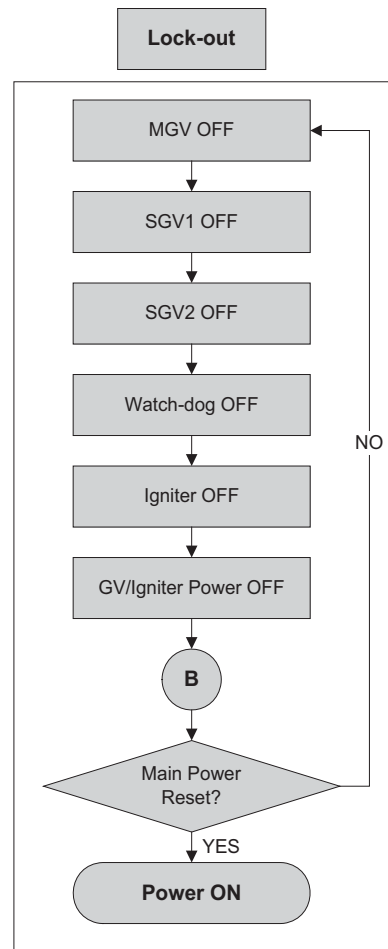 Lock-out
MGV OFF
SGV1 OFF
SGV2 OFF
Watch-dog OFF
NO
Igniter OFF
GV/Igniter Power OFF
B
Main Power
Reset?
YES
Power ON